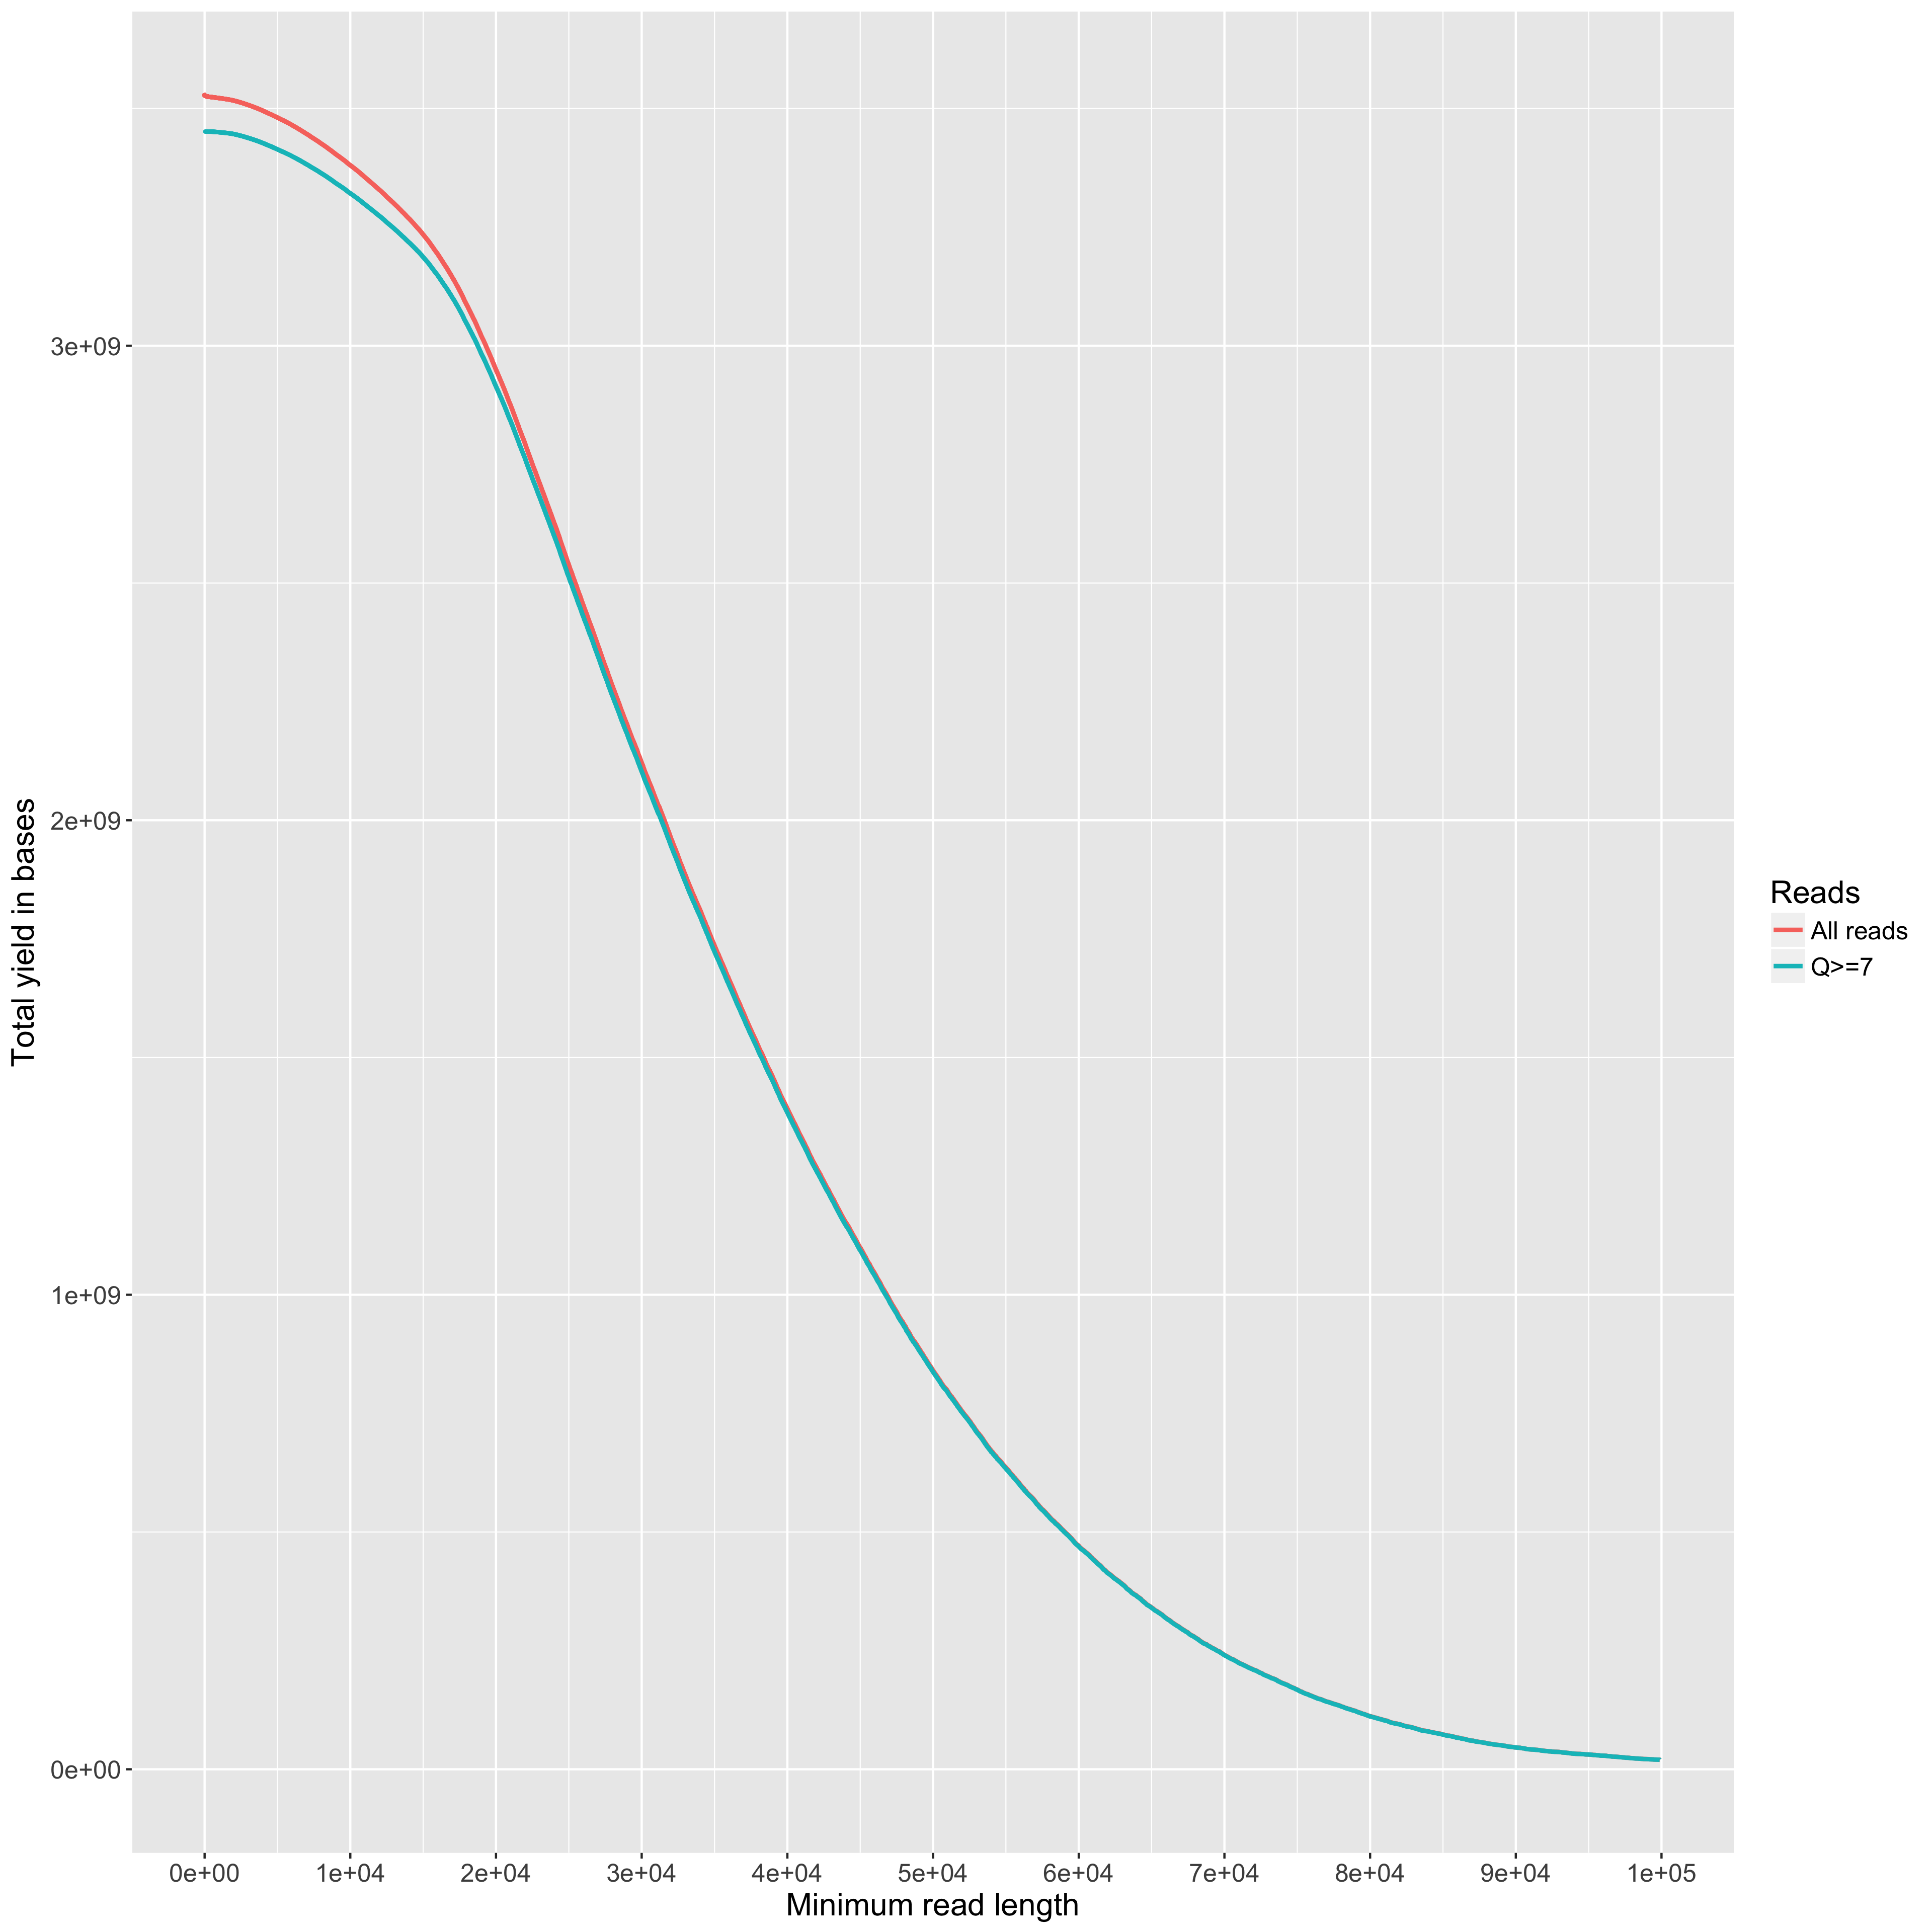 3e+09
2e+09
1e+09
0e+00
Total yield in bases
0e+00 1e+04 2e+04 3e+04 4e+04 5e+04 6e+04 7e+04 8e+04 9e+04 1e+05
Minimum read length
Reads
All reads
Q>=7